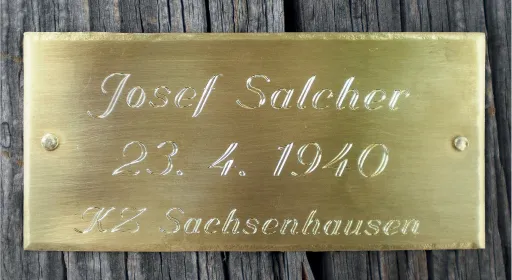 Josef Salcher
23. 4. 1940
KZ Sachsenhausen